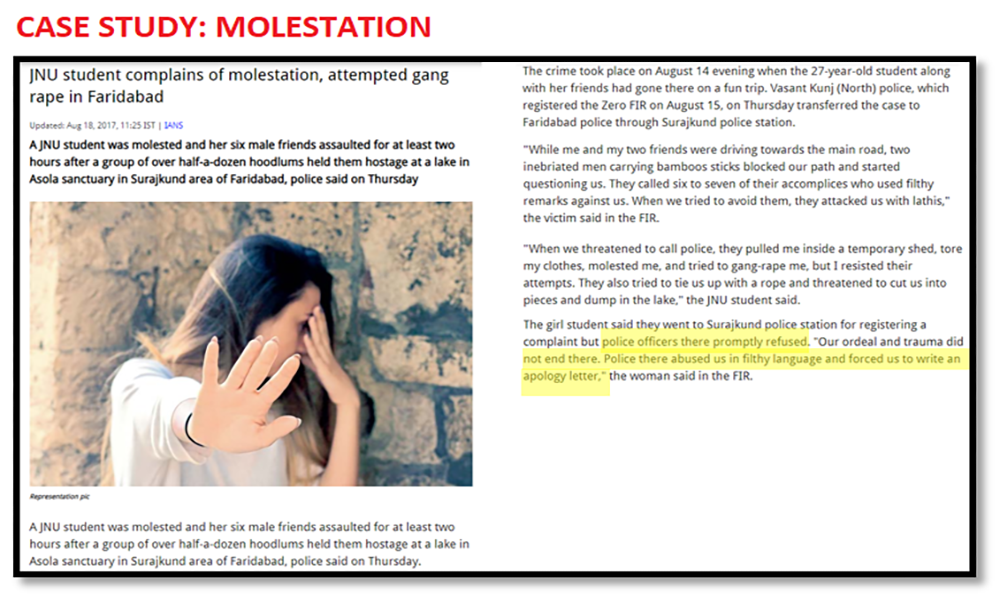 CASE STUDY: MOLESTATION
JNU student complains of molestation, attempted gang
rape in Faridabad
Updated: Aug 18, 2017, 11:25 IST | IANS
A JNU student was molested and her six male friends assaulted for at least two
hours after a group of over half-a-dozen hoodlums held them hostage at a lake in
Asola sanctuary in Surajkund area of Faridabad, police said on Thursday
Representation pic
A JNU student was molested and her six male friends assaulted for at least two
hours after a group of over half-a-dozen hoodlums held them hostage at a lake in
Asola sanctuary in Surajkund area of Faridabad, police said on Thursday.
The crime took place on August 14 evening when the 27-year-old student along
with her friends had gone there on a fun trip. Vasant Kunj (North) police, which
registered the Zero FIR on August 15, on Thursday transferred the case to
Faridabad police through Surajkund police station.
"While me and my two friends were driving towards the main road, two
inebriated men carrying bamboos sticks blocked our path and started
questioning us. They called six to seven of their accomplices who used filthy
remarks against us. When we tried to avoid them, they attacked us with lathis,"
the victim said in the FIR.
"When we threatened to call police, they pulled me inside a temporary shed, tore
my clothes, molested me, and tried to gang-rape me, but I resisted their
attempts. They also tried to tie us up with a rope and threatened to cut us into
pieces and dump in the lake," the JNU student said.
The girl student said they went to Surajkund police station for registering a
complaint but police officers there promptly refused. "Our ordeal and trauma did
not end there. Police there abused us in filthy language and forced us to write an
apology letter," the woman said in the FIR.